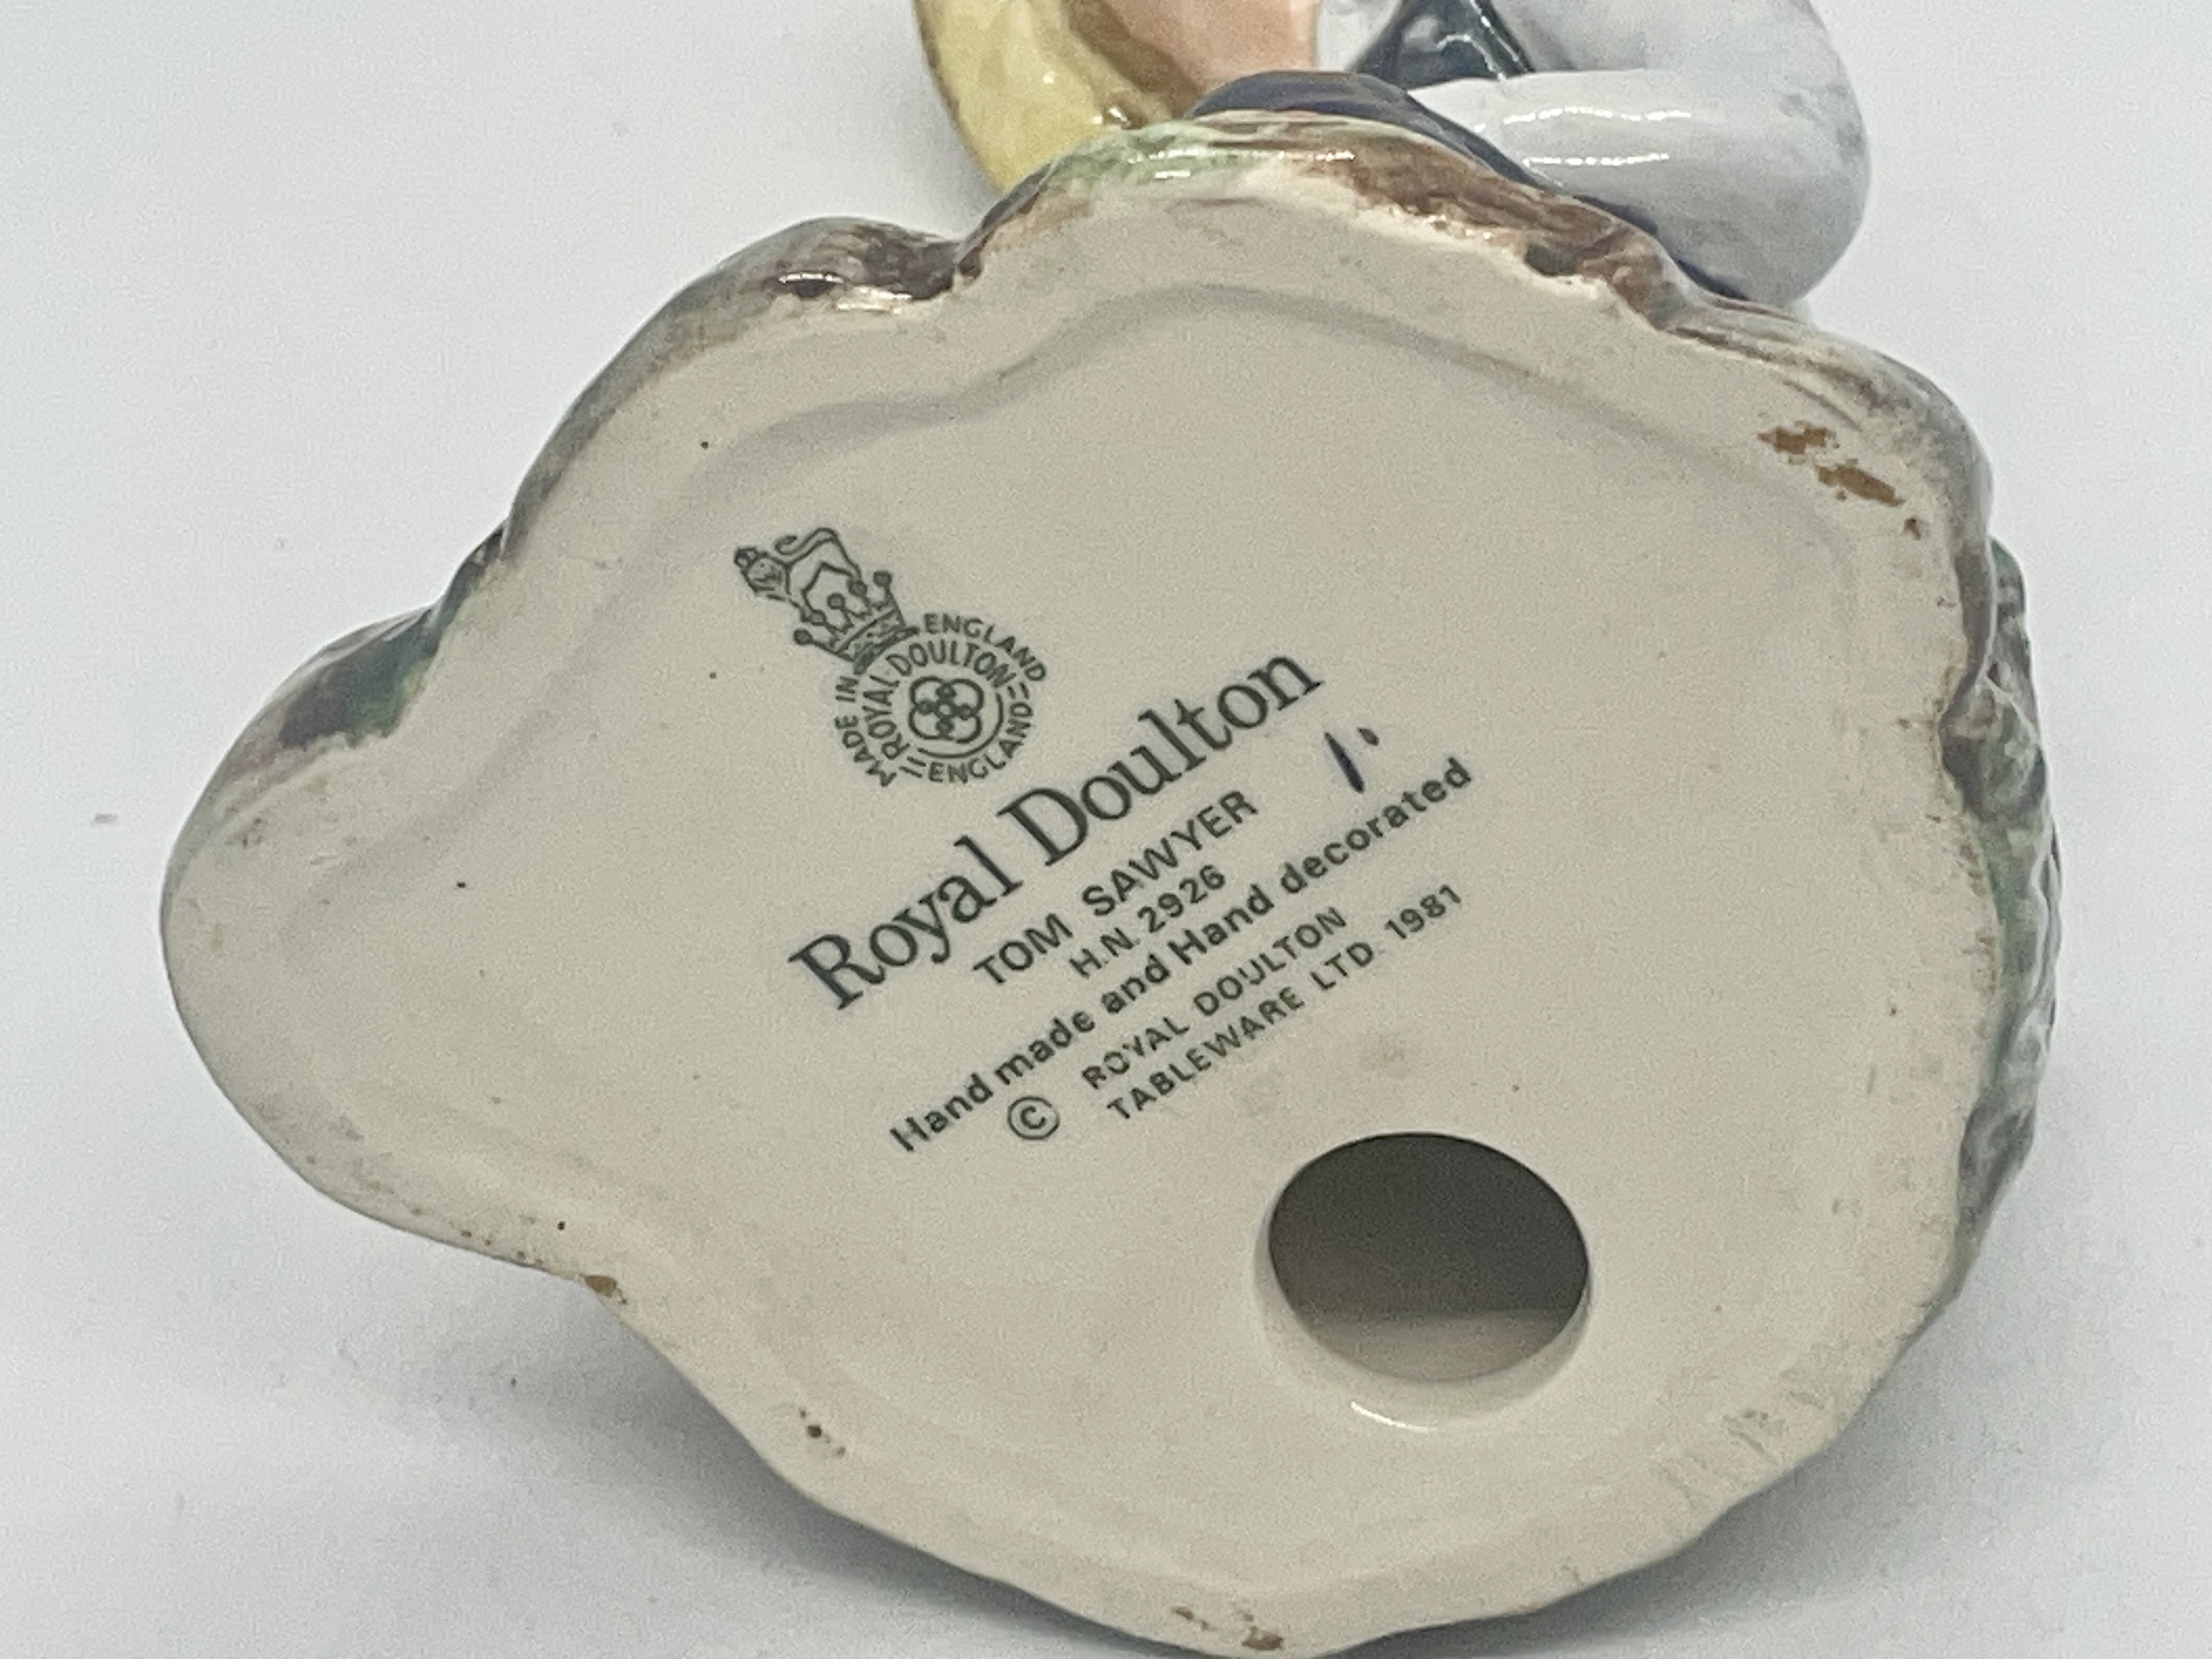 MADE IN ENGLAND
ROYAL DOULTON
ENGLAND
Royal Doulton
TOM SAWYER
H.N. 2926
Hand made and Hand decorated
© ROYAL DOULTON
TABLEWARE LTD. 1981